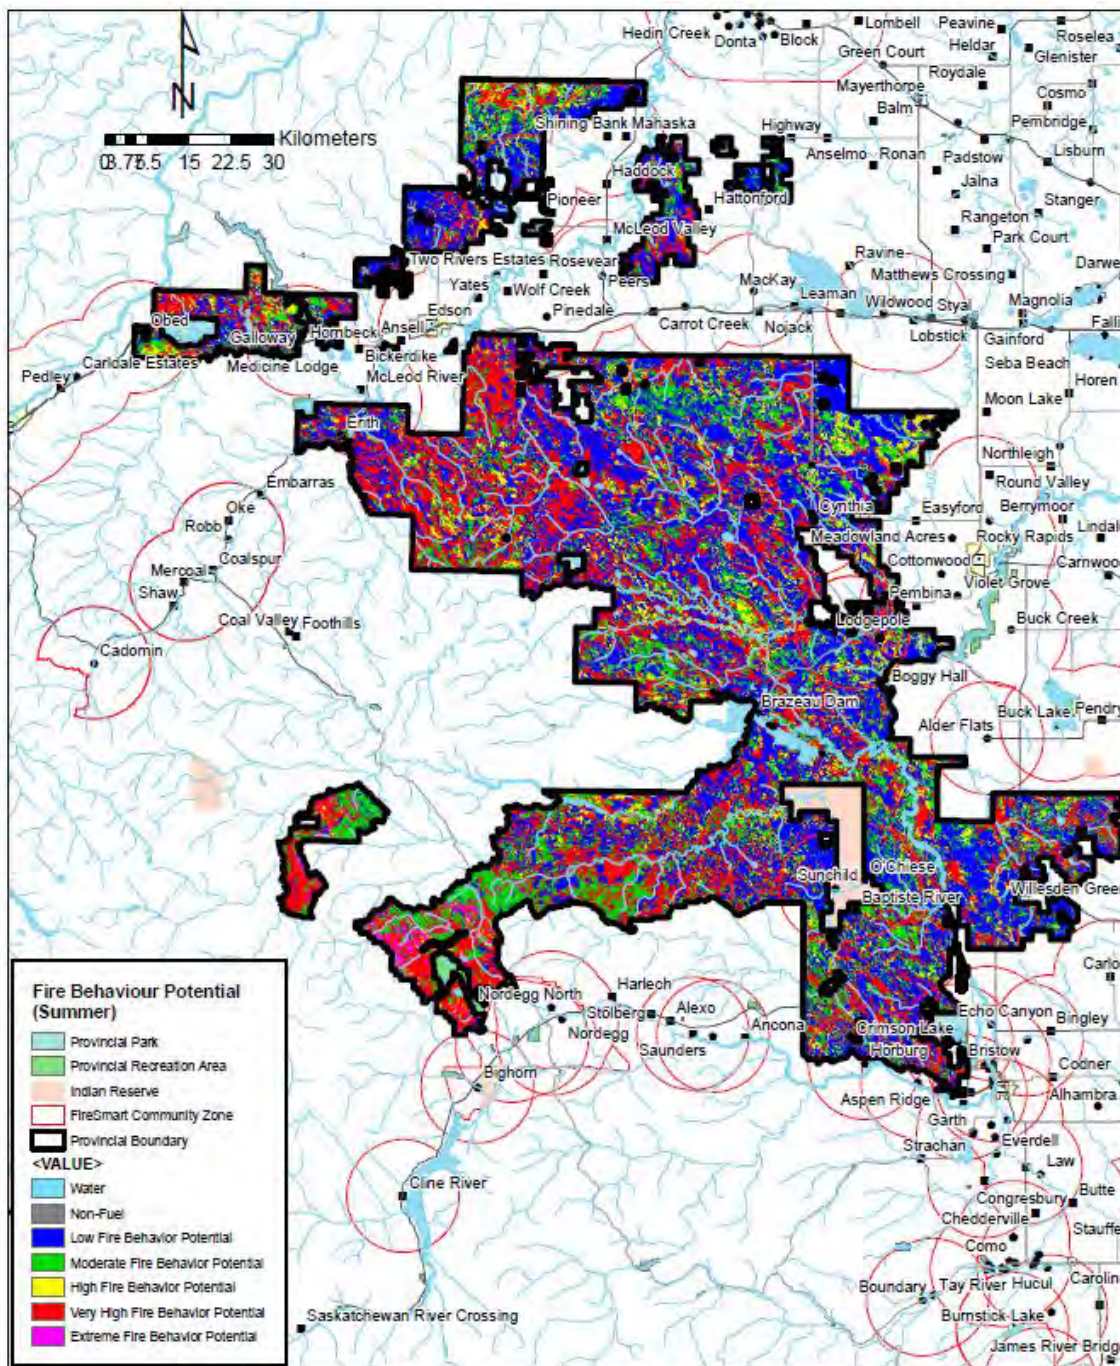 Hedin Creek
Donta
Block
Lombell
Peavine
Roselea
Green Court
Heldar
Glenister
Roydale
Mayerthorpe
Cosmo
Balm
N
Kilometers
0 3.75 7.5 15 22.5 30
Shining Bank
Mahaska
Highway
Pembridge
Anselmo
Ronan
Padstow
Lisburn
Haddock
Jalna
Pioneer
Hattonford
Stanger
Rangeton
McLeod Valley
Park Court
Two Rivers Estates
Rosevear
Ravine
Peers
Matthews Crossing
Darwe
Yates
Wolf Creek
MacKay
Leaman
Magnolia
Obed
Edson
Pinedale
Wildwood
Styal
Galloway
Hornbeck
Ansell
Carrot Creek
Nojack
Lobstick
Falli
Gainford
Carldale Estates
Medicine Lodge
Bickerdike
Seba Beach
Horen
Pedley
McLeod River
Moon Lake
Erith
Northleigh
Embarras
Round Valley
Oke
Cynthia
Easyford
Berrymoor
Robb
Meadowland Acres
Rocky Rapids
Lindal
Coalspur
Cottonwood
Mercoal
Violet Grove
Carnwoo
Shaw
Pembina
Coal Valley
Foothills
Lodgepole
Buck Creek
Cadomin
Boggy Hall
Brazeau Dam
Buck Lake
Pendry
Alder Flats
Sunchild
O'Chiese
Willesden Green
Baptiste River
Carlo
Harlech
Nordegg North
Stolberg
Alexo
Echo Canyon
Bingley
Nordegg
Ancona
Crimson Lake
Saunders
Horburg
Bristow
Codner
Bighorn
Aspen Ridge
Alhambra
Garth
Everdell
Strachan
Law
Cline River
Congresbury
Butte
Chedderville
Stauffe
Como
Boundary
Tay River
Hucul
Caroline
Burnstick Lake
Saskatchewan River Crossing
James River Bridg
Fire Behaviour Potential
(Summer)
Provincial Park
Provincial Recreation Area
Indian Reserve
FireSmart Community Zone
Provincial Boundary
<VALUE>
Water
Non-Fuel
Low Fire Behavior Potential
Moderate Fire Behavior Potential
High Fire Behavior Potential
Very High Fire Behavior Potential
Extreme Fire Behavior Potential